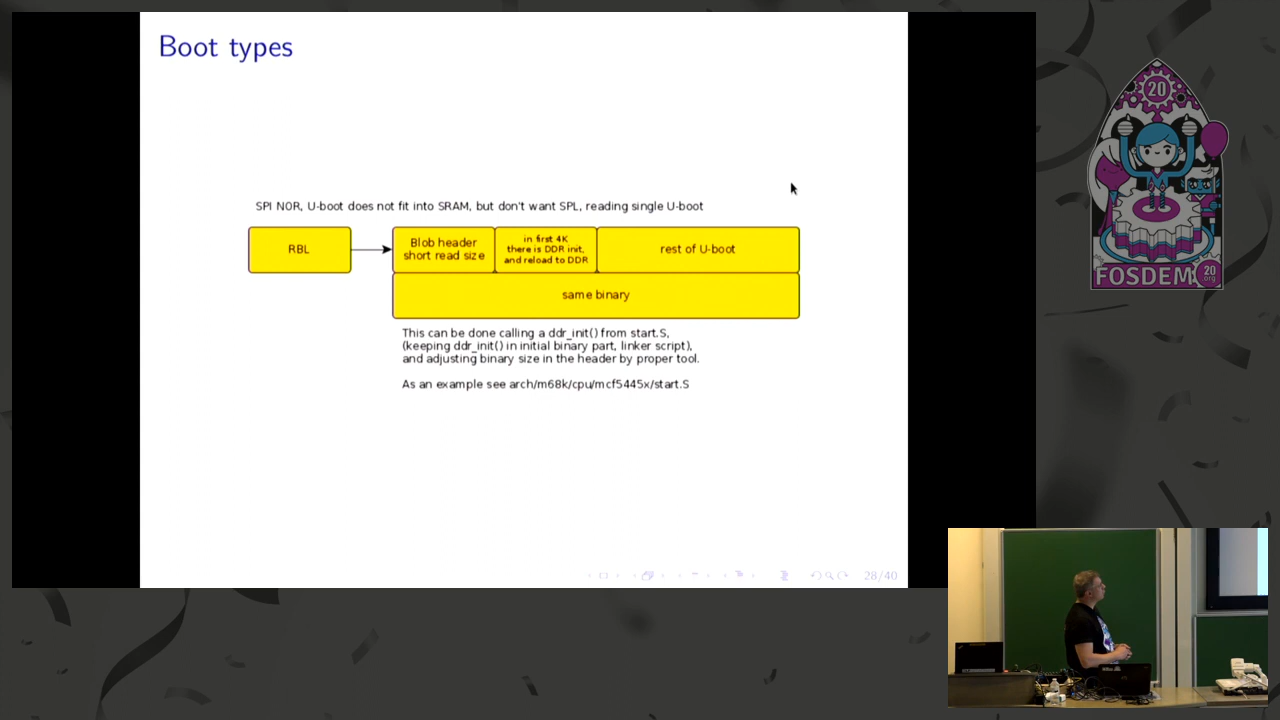 Boot types
20
SPI NOR, U-boot does not fit into SRAM, but don't want SPL, reading single U-boot
RBL
Blob header
short read size
in first 4K
there is DDR init,
and reload to DDR
rest of U-boot
same binary
This can be done calling a ddr_init() from start.S,
(keeping ddr_init() in initial binary part, linker script),
and adjusting binary size in the header by proper tool.
As an example see arch/m68k/cpu/mcf5445x/start.S
FOSDEM
20
.org
28/40